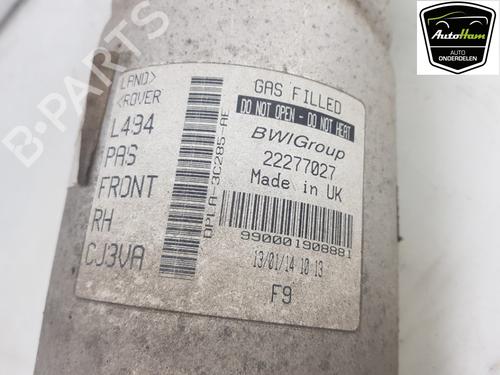 AutoHam
AUTO
ONDERDELEN
B-PARTS
LAND>
<ROVER
L494
PAS
FRONT
RH
CJ3VA
DPLA-3C285-AE
GAS FILLED
DO NOT OPEN - DO NOT HEAT
BWIGroup
22277027
Made in UK
990001908881
13/01/14 10 13
F9